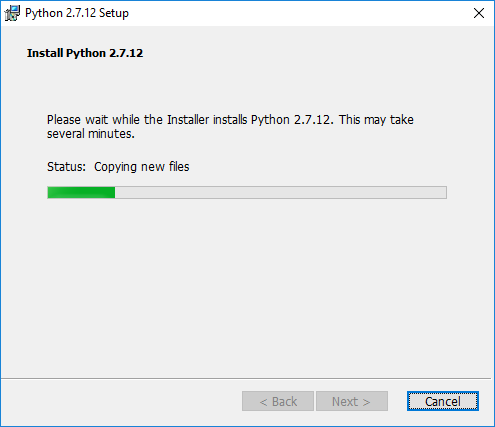 Python 2.7.12 Setup
Install Python 2.7.12
Please wait while the Installer installs Python 2.7.12. This may take
several minutes.
Status: Copying new files
< Back
Next >
Cancel